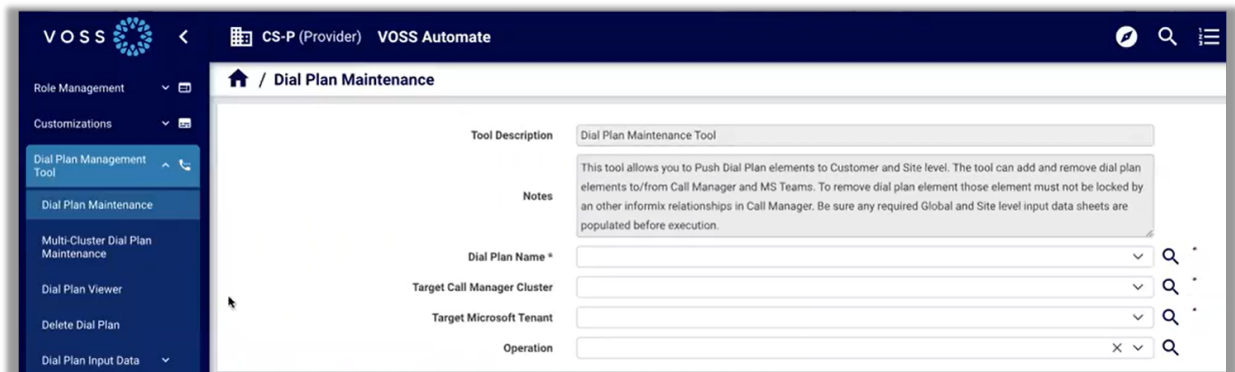 VOSS
CS-P (Provider) VOSS Automate
Role Management
/ Dial Plan Maintenance
Customizations
Dial Plan Management
Tool
Dial Plan Maintenance
Multi-Cluster Dial Plan
Maintenance
Dial Plan Viewer
Delete Dial Plan
Dial Plan Input Data
Tool Description
Dial Plan Maintenance Tool
Notes
This tool allows you to Push Dial Plan elements to Customer and Site level. The tool can add and remove dial plan
elements to/from Call Manager and MS Teams. To remove dial plan element those element must not be locked by
an other informix relationships in Call Manager. Be sure any required Global and Site level input data sheets are
populated before execution.
Dial Plan Name *
Target Call Manager Cluster
Target Microsoft Tenant
Operation